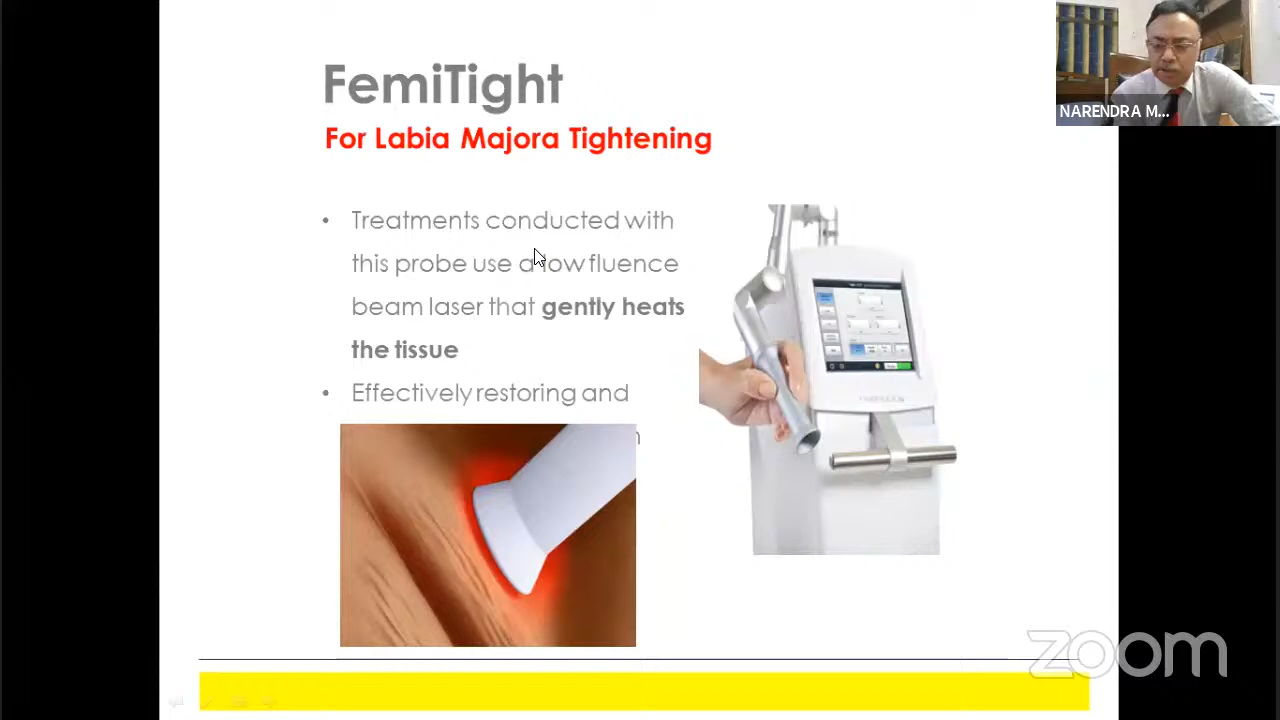 FemiTight
For Labia Majora Tightening
NARENDRA M...
• Treatments conducted with
this probe use a low fluence
beam laser that gently heats
the tissue
• Effectively restoring and
zoom